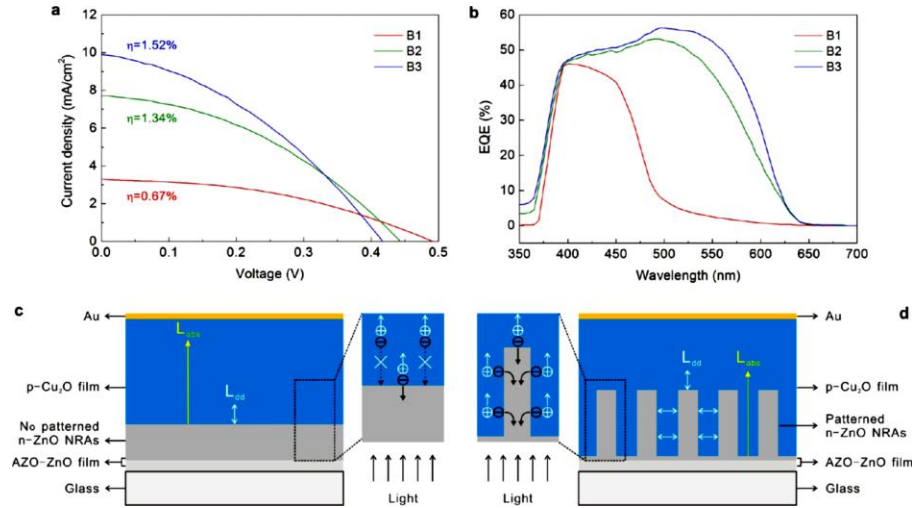 a
Current density (mA/cm²)
12
10
8
6
4
2
0
η=1.52%
η=1.34%
η=0.67%
B1
B2
B3
0.0 0.1 0.2 0.3 0.4 0.5
Voltage (V)
b
EQE (%)
60
50
40
30
20
10
0
B1
B2
B3
350 400 450 500 550 600 650 700
Wavelength (nm)
c
Au
p-Cu₂O film
No patterned
n-ZnO NRAs
AZO-ZnO film
Glass
L_abs
L_dd
Light
Light
d
L_dd
L_abs
Au
p-Cu₂O film
Patterned
n-ZnO NRAs
AZO-ZnO film
Glass